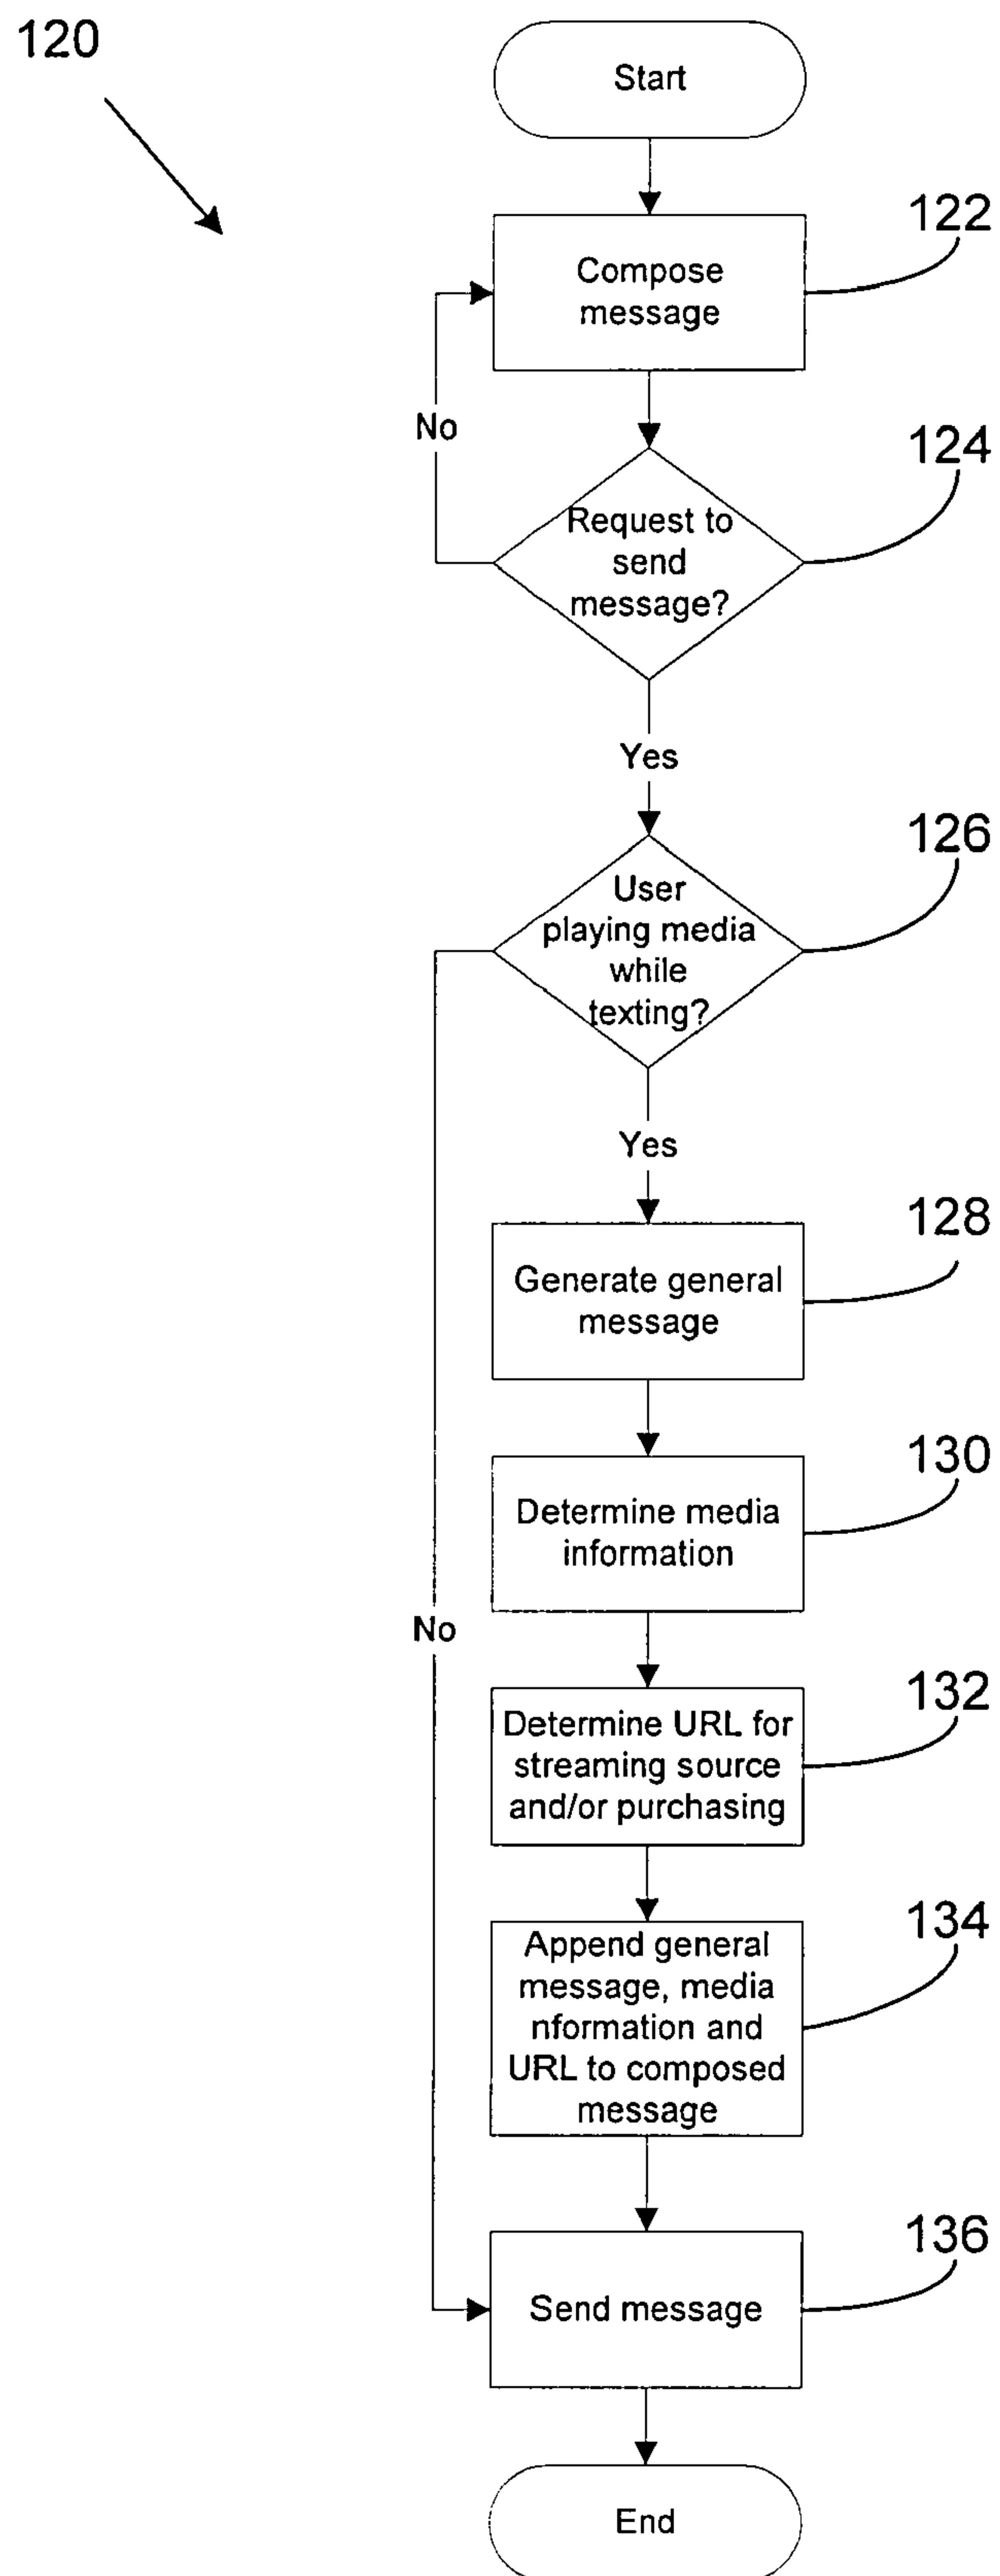 120
Start
122
Compose
message
No
124
Request to
send
message?
Yes
126
User
playing media
while
texting?
Yes
128
Generate general
message
130
Determine media
information
No
132
Determine URL for
streaming source
and/or purchasing
134
Append general
message, media
nformation and
URL to composed
message
136
Send message
End